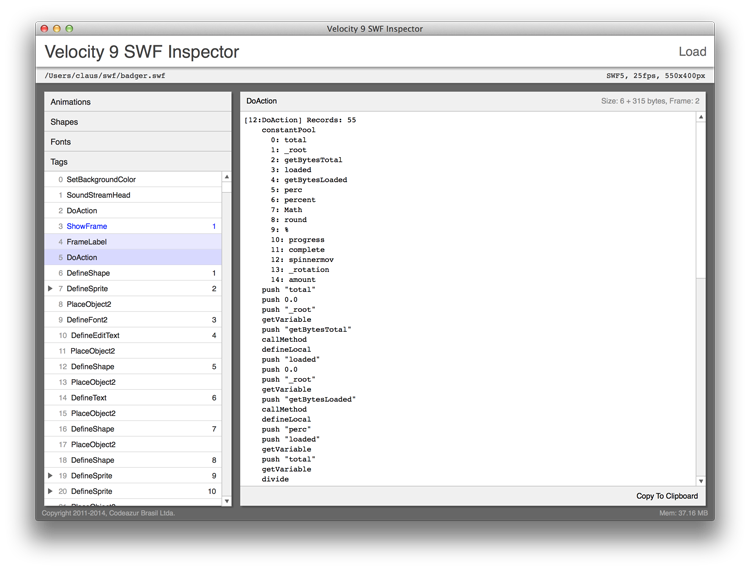 Velocity 9 SWF Inspector
Velocity 9 SWF Inspector
Load
/Users/claus/swf/badger.swf
SWF5, 25fps, 550x400px
Animations
Shapes
Fonts
Tags
0 SetBackgroundColor
1 SoundStreamHead
2 DoAction
3 ShowFrame 1
4 FrameLabel
5 DoAction
6 DefineShape 1
7 DefineSprite 2
8 PlaceObject2
9 DefineFont2 3
10 DefineEditText 4
11 PlaceObject2
12 DefineShape 5
13 PlaceObject2
14 DefineText 6
15 PlaceObject2
16 DefineShape 7
17 PlaceObject2
18 DefineShape 8
19 DefineSprite 9
20 DefineSprite 10
21 PlaceObject2
DoAction
Size: 6 + 315 bytes, Frame: 2
[12:DoAction] Records: 55
constantPool
0: total
1: _root
2: getBytesTotal
3: loaded
4: getBytesLoaded
5: perc
6: percent
7: Math
8: round
9: %
10: progress
11: complete
12: spinnermov
13: _rotation
14: amount
push "total"
push 0.0
push "_root"
getVariable
push "getBytesTotal"
callMethod
defineLocal
push "loaded"
push 0.0
push "_root"
getVariable
push "getBytesLoaded"
callMethod
defineLocal
push "perc"
push "loaded"
getVariable
push "total"
getVariable
divide
Copy To Clipboard
Copyright 2011-2014, Codeazur Brasil Ltda.
Mem: 37.16 MB